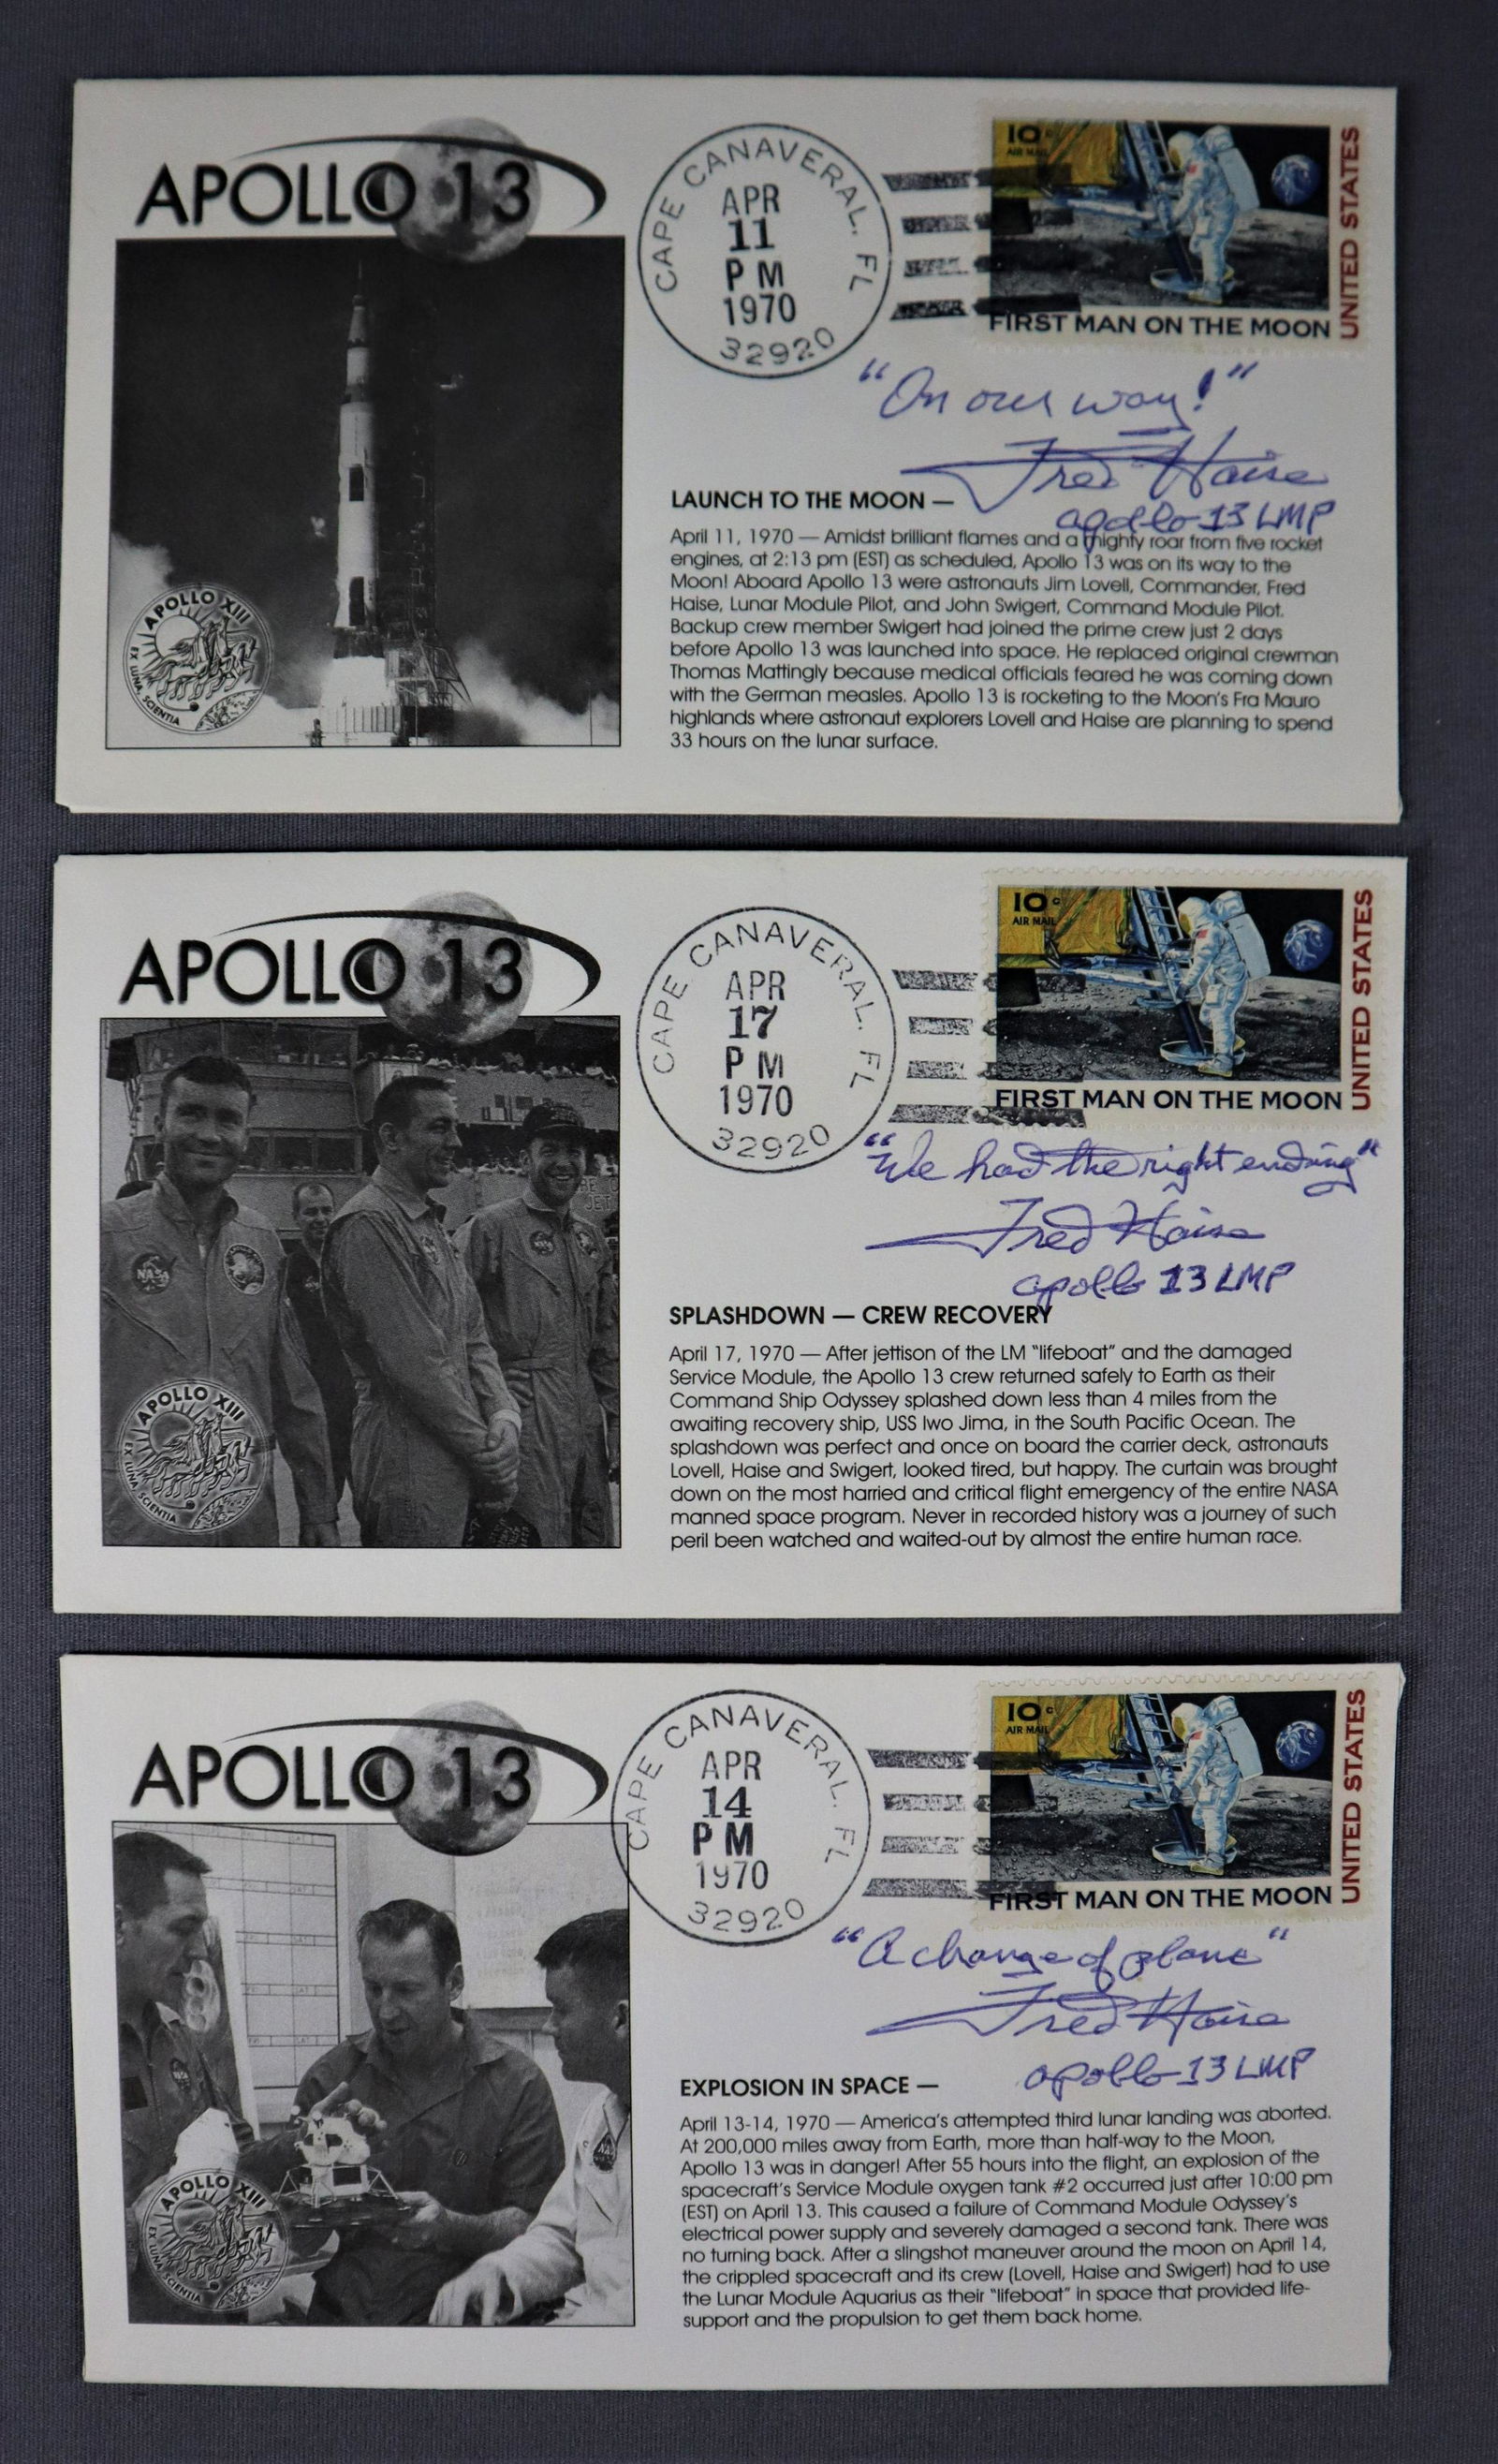 APOLLO 13
CAPE CANAVERAL. FL
APR
11
PM
1970
32920
10c
AIR MAIL
UNITED STATES
FIRST MAN ON THE MOON
"On our way!"
Fred Haise
Apollo 13 LMP
APOLLO XIII
EX LUNA, SCIENTIA
LAUNCH TO THE MOON —
April 11, 1970 — Amidst brilliant flames and a mighty roar from five rocket
engines, at 2:13 pm (EST) as scheduled, Apollo 13 was on its way to the
Moon! Aboard Apollo 13 were astronauts Jim Lovell, Commander, Fred
Haise, Lunar Module Pilot, and John Swigert, Command Module Pilot.
Backup crew member Swigert had joined the prime crew just 2 days
before Apollo 13 was launched into space. He replaced original crewman
Thomas Mattingly because medical officials feared he was coming down
with the German measles. Apollo 13 is rocketing to the Moon's Fra Mauro
highlands where astronaut explorers Lovell and Haise are planning to spend
33 hours on the lunar surface.
APOLLO 13
CAPE CANAVERAL. FL
APR
17
PM
1970
32920
10c
AIR MAIL
UNITED STATES
FIRST MAN ON THE MOON
"We had the right ending"
Fred Haise
Apollo 13 LMP
NASA
NASA
APOLLO XIII
EX LUNA, SCIENTIA
SPLASHDOWN — CREW RECOVERY
April 17, 1970 — After jettison of the LM "lifeboat" and the damaged
Service Module, the Apollo 13 crew returned safely to Earth as their
Command Ship Odyssey splashed down less than 4 miles from the
awaiting recovery ship, USS Iwo Jima, in the South Pacific Ocean. The
splashdown was perfect and once on board the carrier deck, astronauts
Lovell, Haise and Swigert, looked tired, but happy. The curtain was brought
down on the most harried and critical flight emergency of the entire NASA
manned space program. Never in recorded history was a journey of such
peril been watched and waited-out by almost the entire human race.
APOLLO 13
CAPE CANAVERAL. FL
APR
14
PM
1970
32920
10c
AIR MAIL
UNITED STATES
FIRST MAN ON THE MOON
"A change of plans"
Fred Haise
Apollo 13 LMP
APOLLO XIII
EX LUNA, SCIENTIA
EXPLOSION IN SPACE —
April 13-14, 1970 — America's attempted third lunar landing was aborted.
At 200,000 miles away from Earth, more than half-way to the Moon,
Apollo 13 was in danger! After 55 hours into the flight, an explosion of the
spacecraft's Service Module oxygen tank #2 occurred just after 10:00 pm
(EST) on April 13. This caused a failure of Command Module Odyssey's
electrical power supply and severely damaged a second tank. There was
no turning back. After a slingshot maneuver around the moon on April 14,
the crippled spacecraft and its crew (Lovell, Haise and Swigert) had to use
the Lunar Module Aquarius as their "lifeboat" in space that provided life-
support and the propulsion to get them back home.